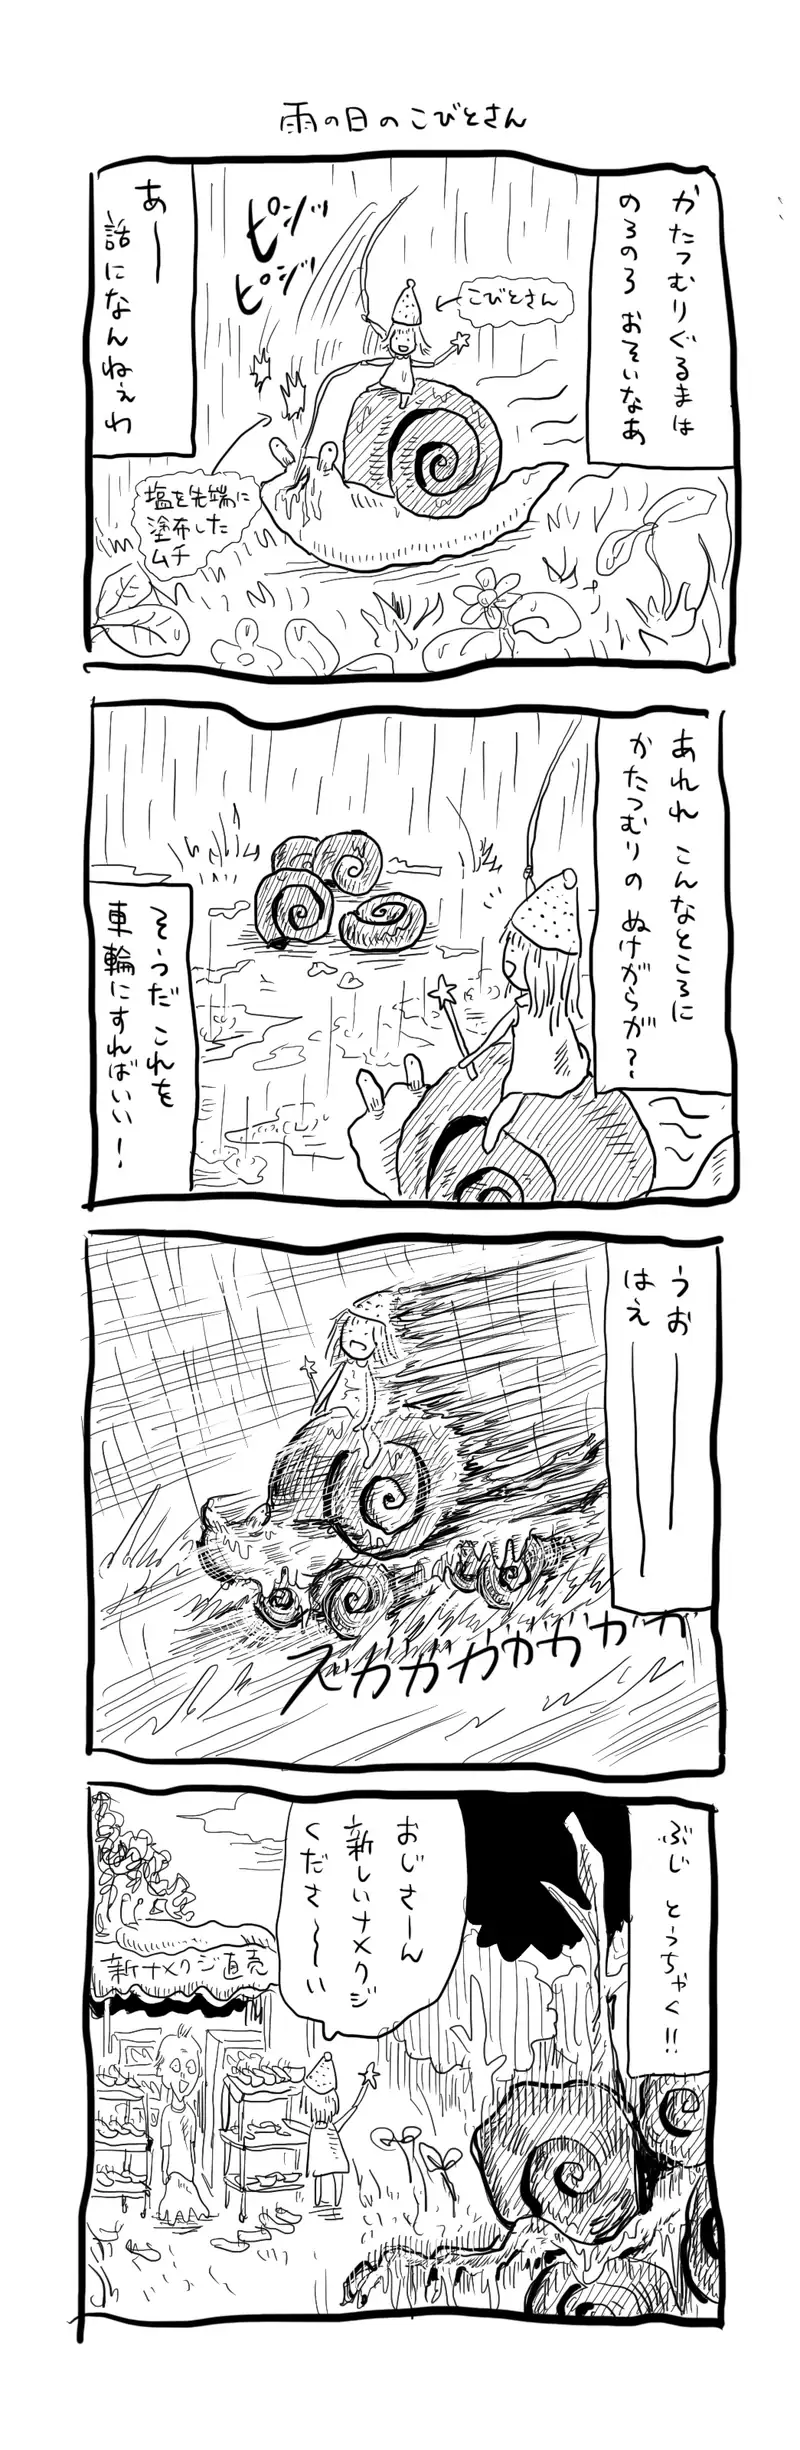 雨の日のこびとさん
かたつむりぐるまは
のろのろ おそいなあ
こびとさん
ピシッ
ピシッ
塩を先端に
塗布した
ムチ
あー
話になんねぇわ
あれれ こんなところに
かたつむりの ぬけがらが?
そうだ これを
車輪にすればいい!
うおー
はえー
ズガガガガガガガ
ぶじ とうちゃく!!
おじさーん
新しいナメクジ
くださ〜い
新ナメクジ直売